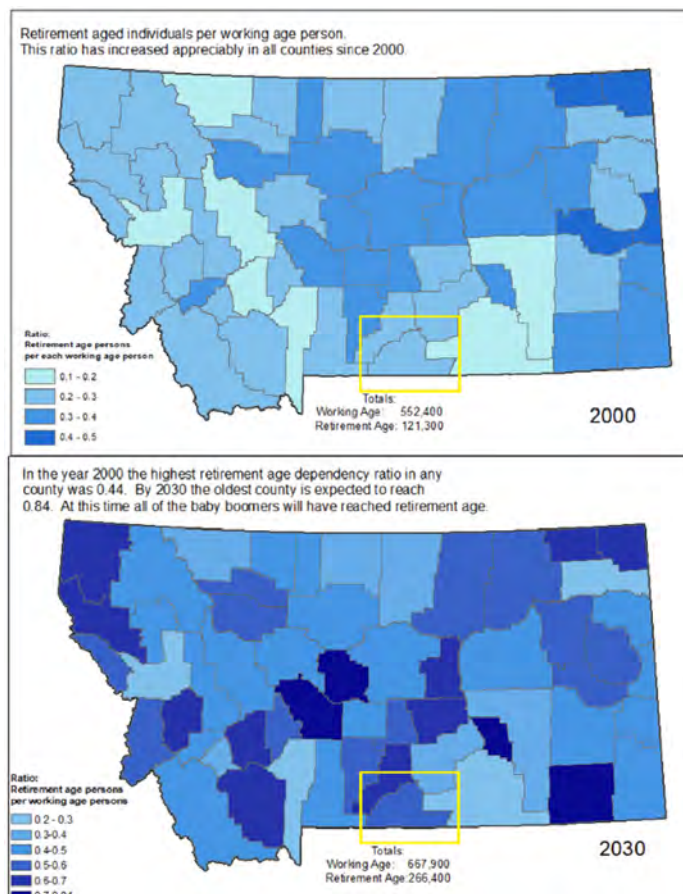 Retirement aged individuals per working age person.
This ratio has increased appreciably in all counties since 2000.
Ratio:
Retirement age persons
per each working age person
0.1 - 0.2
0.2 - 0.3
0.3 - 0.4
0.4 - 0.5
Totals:
Working Age: 552,400
Retirement Age: 121,300
2000
In the year 2000 the highest retirement age dependency ratio in any
county was 0.44. By 2030 the oldest county is expected to reach
0.84. At this time all of the baby boomers will have reached retirement age.
Ratio:
Retirement age persons
per working age persons
0.2 - 0.3
0.3-0.4
0.4-0.5
0.5-0.6
0.6-0.7
Totals:
Working Age: 667,900
Retirement Age:266,400
2030